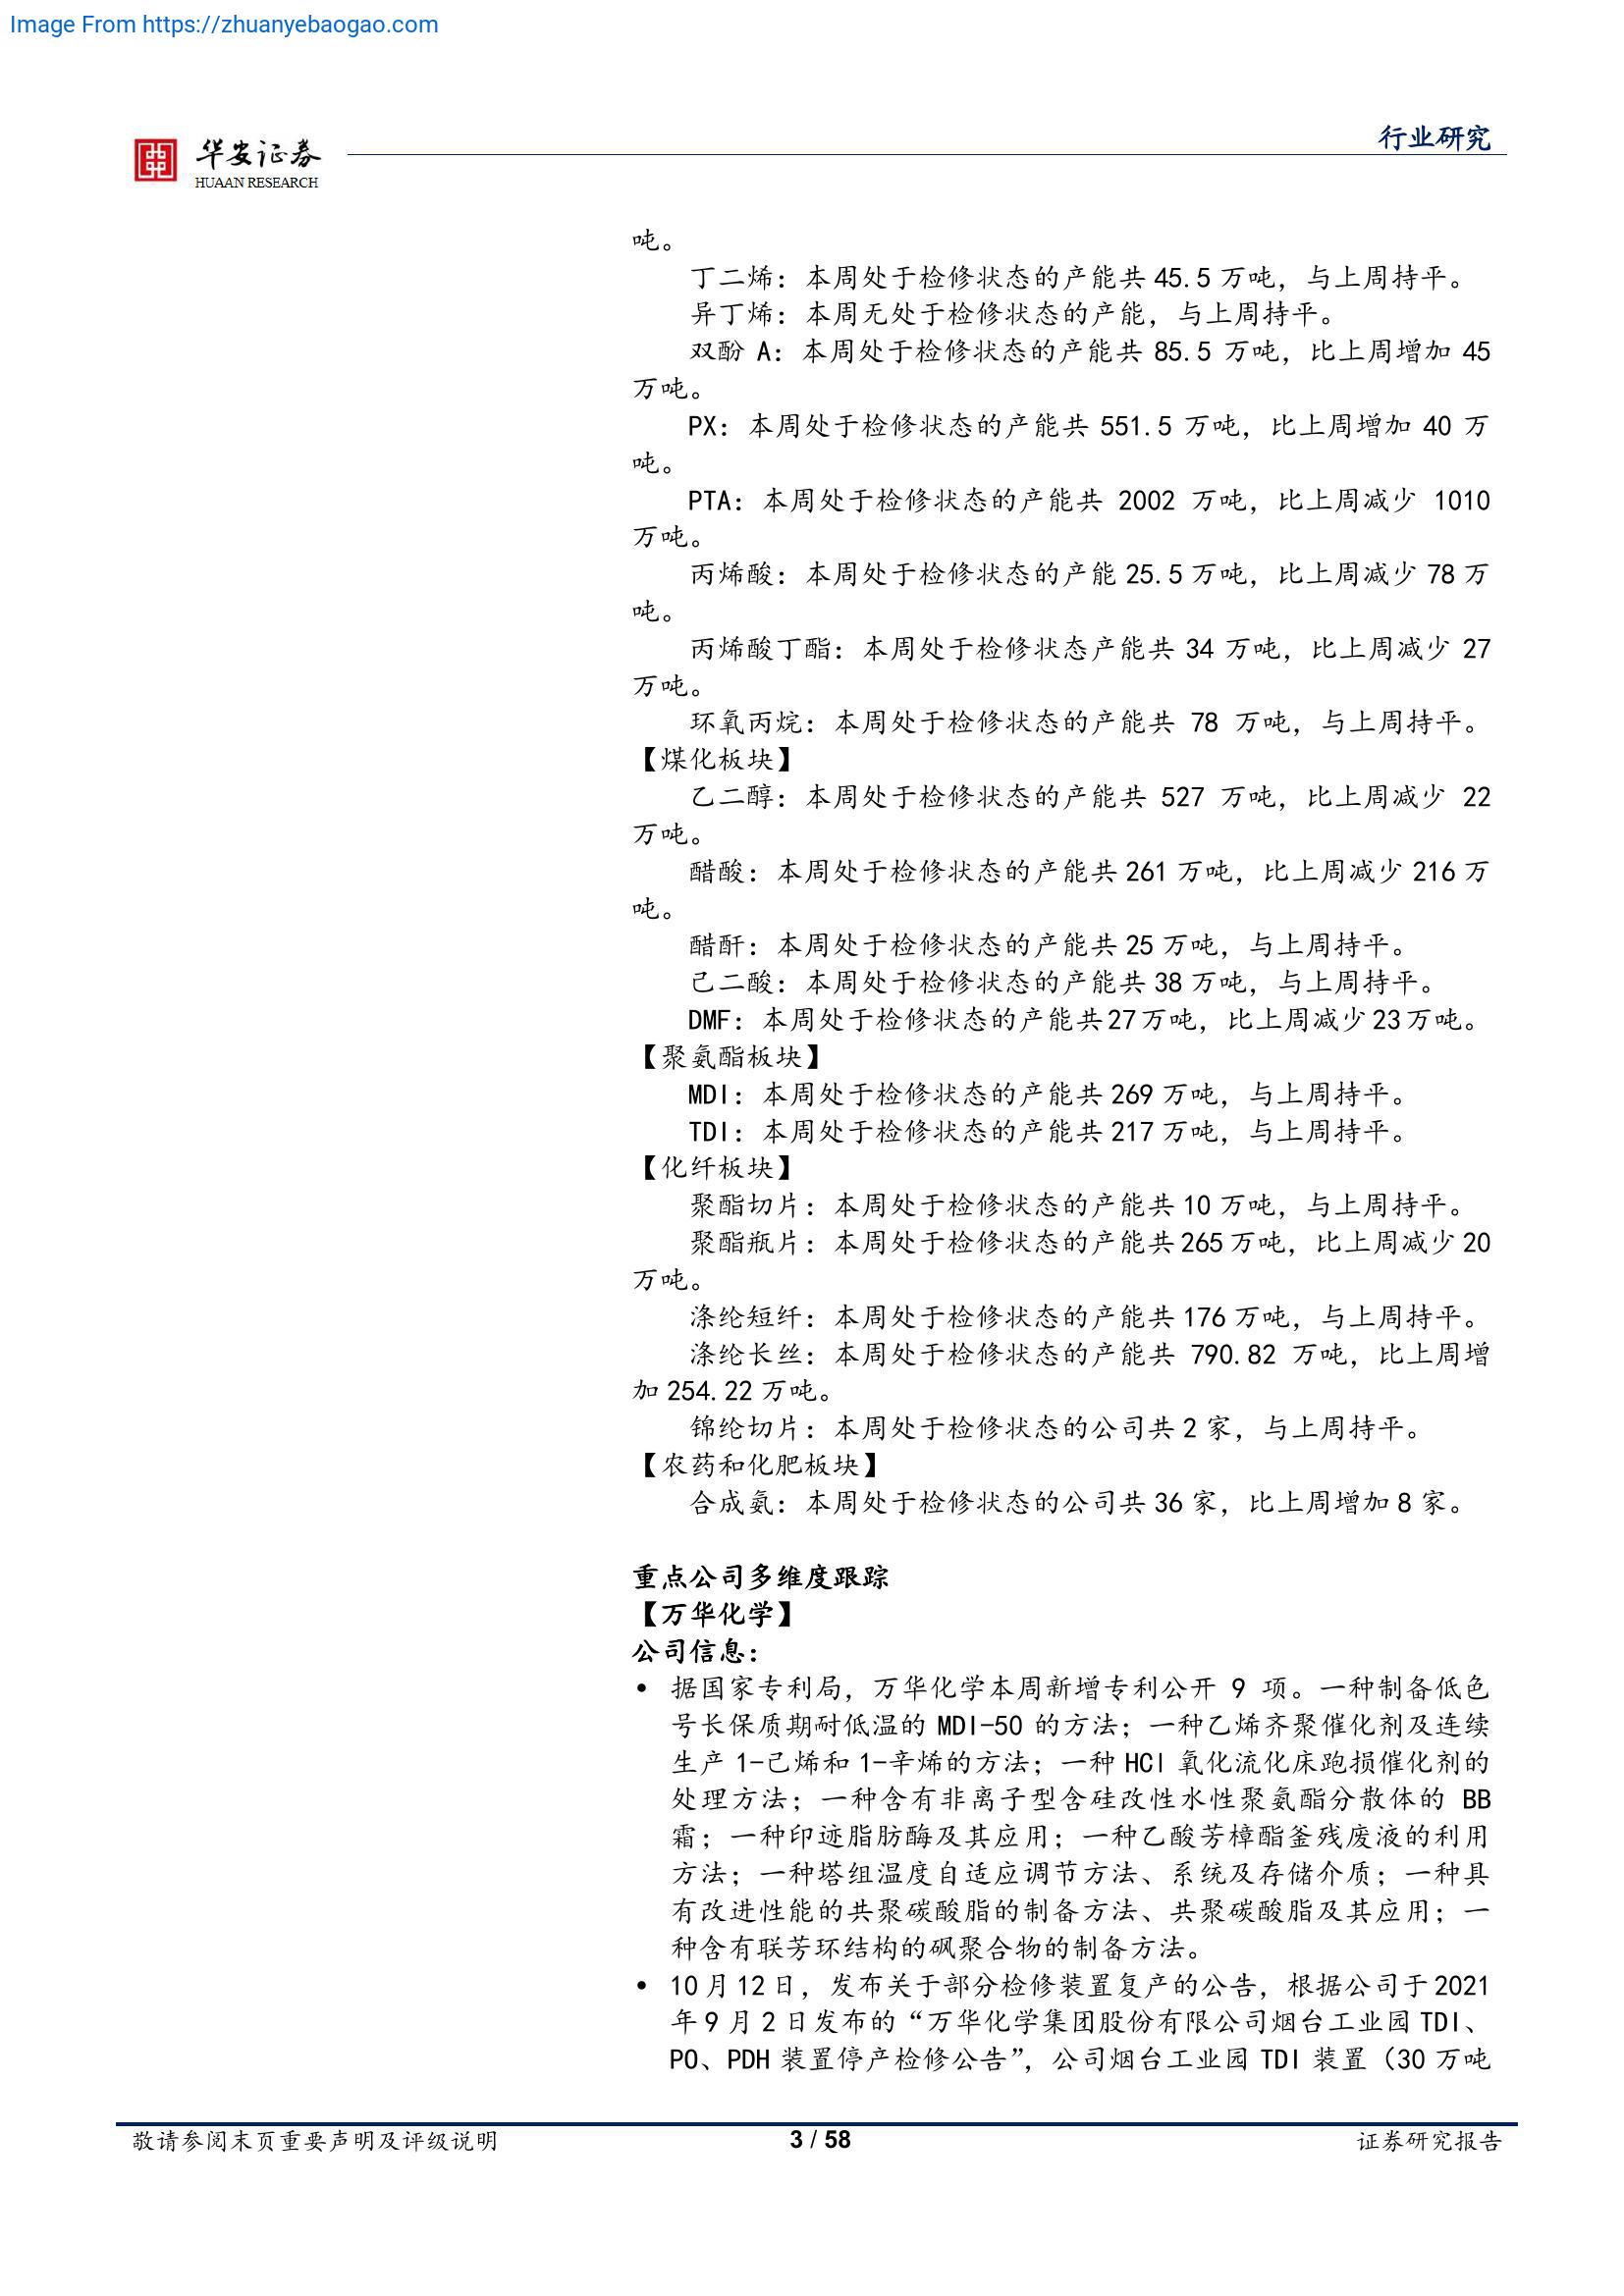 Image From https://zhuanyebaogao.com
华安证券
HUAAN RESEARCH
行业研究
吨。
丁二烯：本周处于检修状态的产能共 45.5 万吨，与上周持平。
异丁烯：本周无处于检修状态的产能，与上周持平。
双酚 A：本周处于检修状态的产能共 85.5 万吨，比上周增加 45
万吨。
PX：本周处于检修状态的产能共 551.5 万吨，比上周增加 40 万
吨。
PTA：本周处于检修状态的产能共 2002 万吨，比上周减少 1010
万吨。
丙烯酸：本周处于检修状态的产能 25.5 万吨，比上周减少 78 万
吨。
丙烯酸丁酯：本周处于检修状态产能共 34 万吨，比上周减少 27
万吨。
环氧丙烷：本周处于检修状态的产能共 78 万吨，与上周持平。
【煤化板块】
乙二醇：本周处于检修状态的产能共 527 万吨，比上周减少 22
万吨。
醋酸：本周处于检修状态的产能共 261 万吨，比上周减少 216 万
吨。
醋酐：本周处于检修状态的产能共 25 万吨，与上周持平。
己二酸：本周处于检修状态的产能共 38 万吨，与上周持平。
DMF：本周处于检修状态的产能共 27 万吨，比上周减少 23 万吨。
【聚氨酯板块】
MDI：本周处于检修状态的产能共 269 万吨，与上周持平。
TDI：本周处于检修状态的产能共 217 万吨，与上周持平。
【化纤板块】
聚酯切片：本周处于检修状态的产能共 10 万吨，与上周持平。
聚酯瓶片：本周处于检修状态的产能共 265 万吨，比上周减少 20
万吨。
涤纶短纤：本周处于检修状态的产能共 176 万吨，与上周持平。
涤纶长丝：本周处于检修状态的产能共 790.82 万吨，比上周增
加 254.22 万吨。
锦纶切片：本周处于检修状态的公司共 2 家，与上周持平。
【农药和化肥板块】
合成氨：本周处于检修状态的公司共 36 家，比上周增加 8 家。
重点公司多维度跟踪
【万华化学】
公司信息：
• 据国家专利局，万华化学本周新增专利公开 9 项。一种制备低色
号长保质期耐低温的 MDI-50 的方法；一种乙烯齐聚催化剂及连续
生产 1-己烯和 1-辛烯的方法；一种 HCl 氧化流化床跑损催化剂的
处理方法；一种含有非离子型含硅改性水性聚氨酯分散体的 BB
霜；一种印迹脂肪酶及其应用；一种乙酸芳樟酯釜残废液的利用
方法；一种塔组温度自适应调节方法、系统及存储介质；一种具
有改进性能的共聚碳酸脂的制备方法、共聚碳酸脂及其应用；一
种含有联芳环结构的砜聚合物的制备方法。
• 10 月 12 日，发布关于部分检修装置复产的公告，根据公司于 2021
年 9 月 2 日发布的“万华化学集团股份有限公司烟台工业园 TDI、
PO、PDH 装置停产检修公告”，公司烟台工业园 TDI 装置（30 万吨
敬请参阅末页重要声明及评级说明
3 / 58
证券研究报告